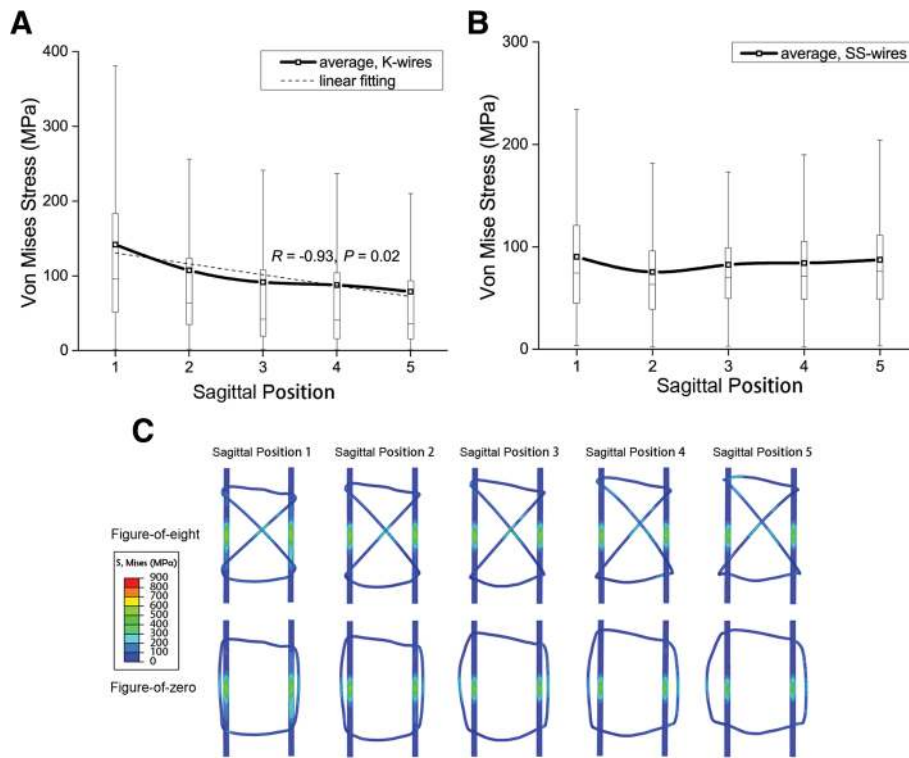 A
400
300
200
100
0
Von Mises Stress (MPa)
average, K-wires
linear fitting
R = -0.93, P = 0.02
1 2 3 4 5
Sagittal Position
B
300
200
100
0
Von Mise Stress (MPa)
average, SS-wires
1 2 3 4 5
Sagittal Position
C
Sagittal Position 1 Sagittal Position 2 Sagittal Position 3 Sagittal Position 4 Sagittal Position 5
Figure-of-eight
S, Mises (MPa)
900
800
700
600
500
400
300
200
100
0
Figure-of-zero